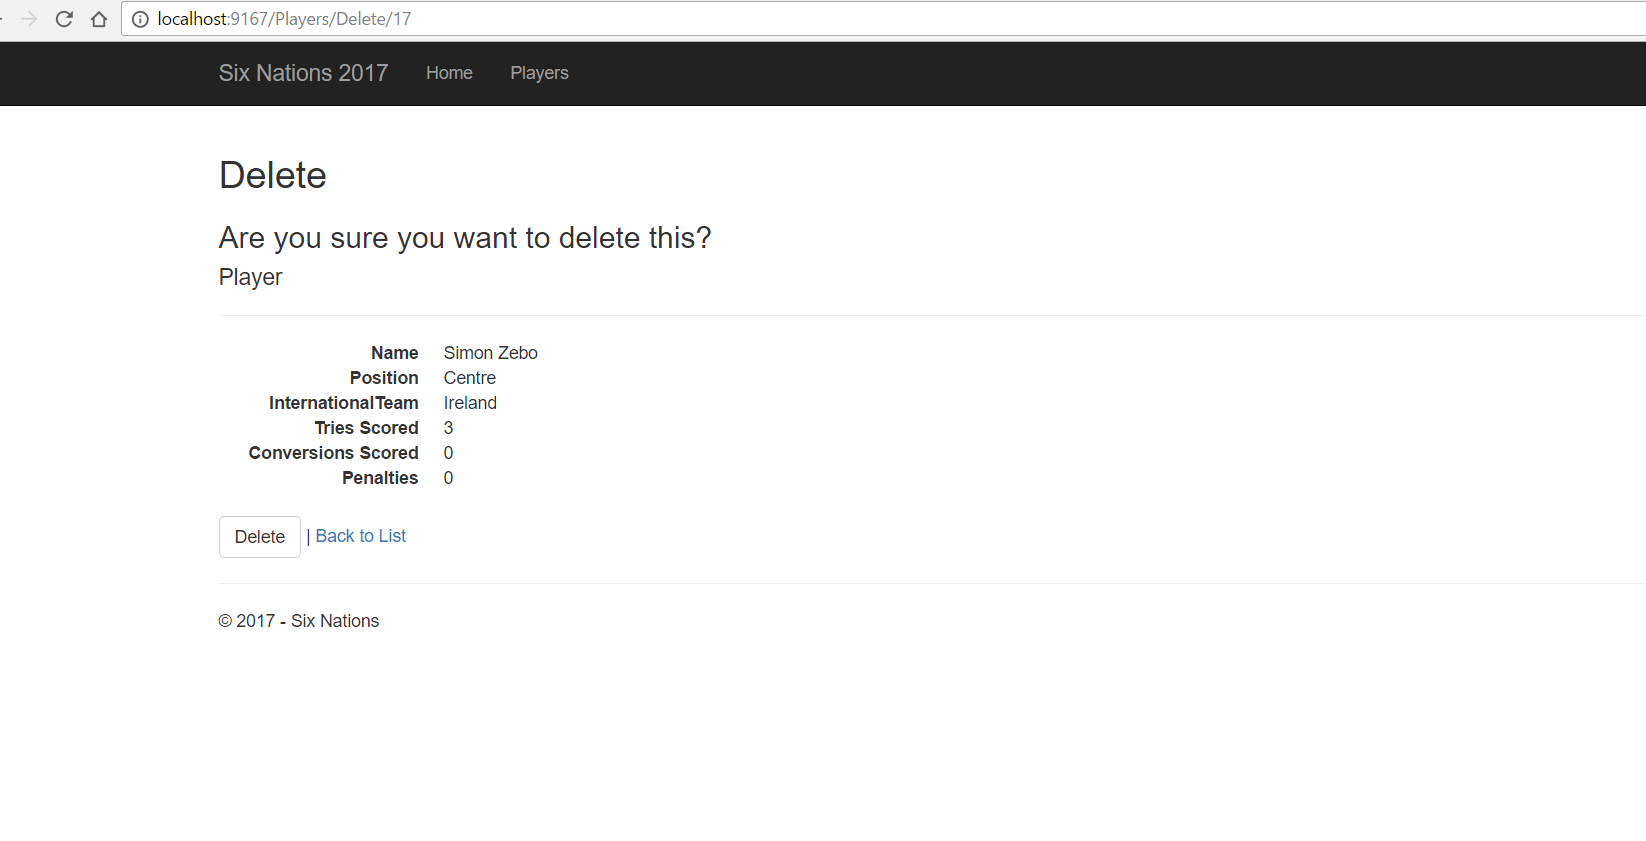 localhost:9167/Players/Delete/17
Six Nations 2017 Home Players
Delete
Are you sure you want to delete this?
Player
Name Simon Zebo
Position Centre
InternationalTeam Ireland
Tries Scored 3
Conversions Scored 0
Penalties 0
Delete | Back to List
© 2017 - Six Nations